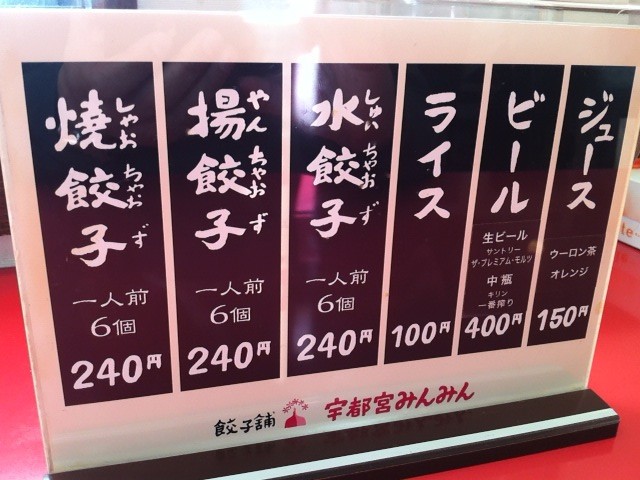 燒餃子
しゃお ちゃお ず
一人前
6個
240円
揚餃子
やん ちゃお ず
一人前
6個
240円
水餃子
しゅい ちゃお ず
一人前
6個
240円
ライス
100円
ビール
生ビール
サントリー
ザ・プレミアム・モルツ
中瓶
キリン
一番搾り
400円
ジュース
ウーロン茶
オレンジ
150円
餃子舗 宇都宮みんみん